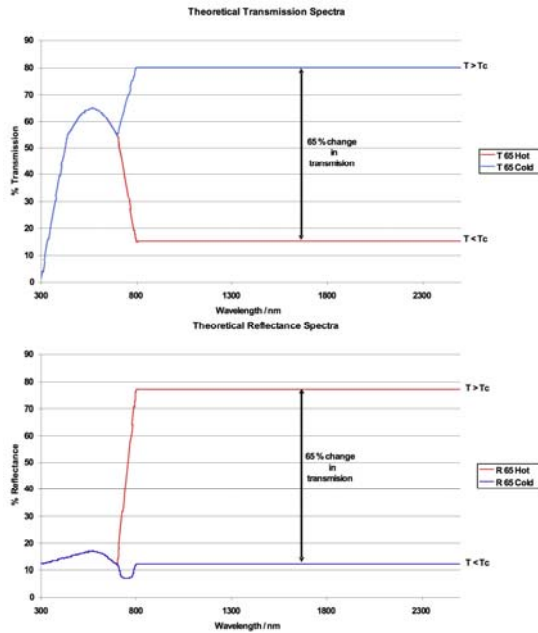 Theoretical Transmission Spectra
90
80
70
60
50
40
30
20
10
0
% Transmission
T > Tc
65 % change
in
transmision
T < Tc
T 65 Hot
T 65 Cold
300
800
1300
1800
2300
Wavelength / nm
Theoretical Reflectance Spectra
90
80
70
60
50
40
30
20
10
0
% Reflectance
T > Tc
65 % change
in
transmision
T < Tc
R 65 Hot
R 65 Cold
300
800
1300
1800
2300
Wavelength / nm